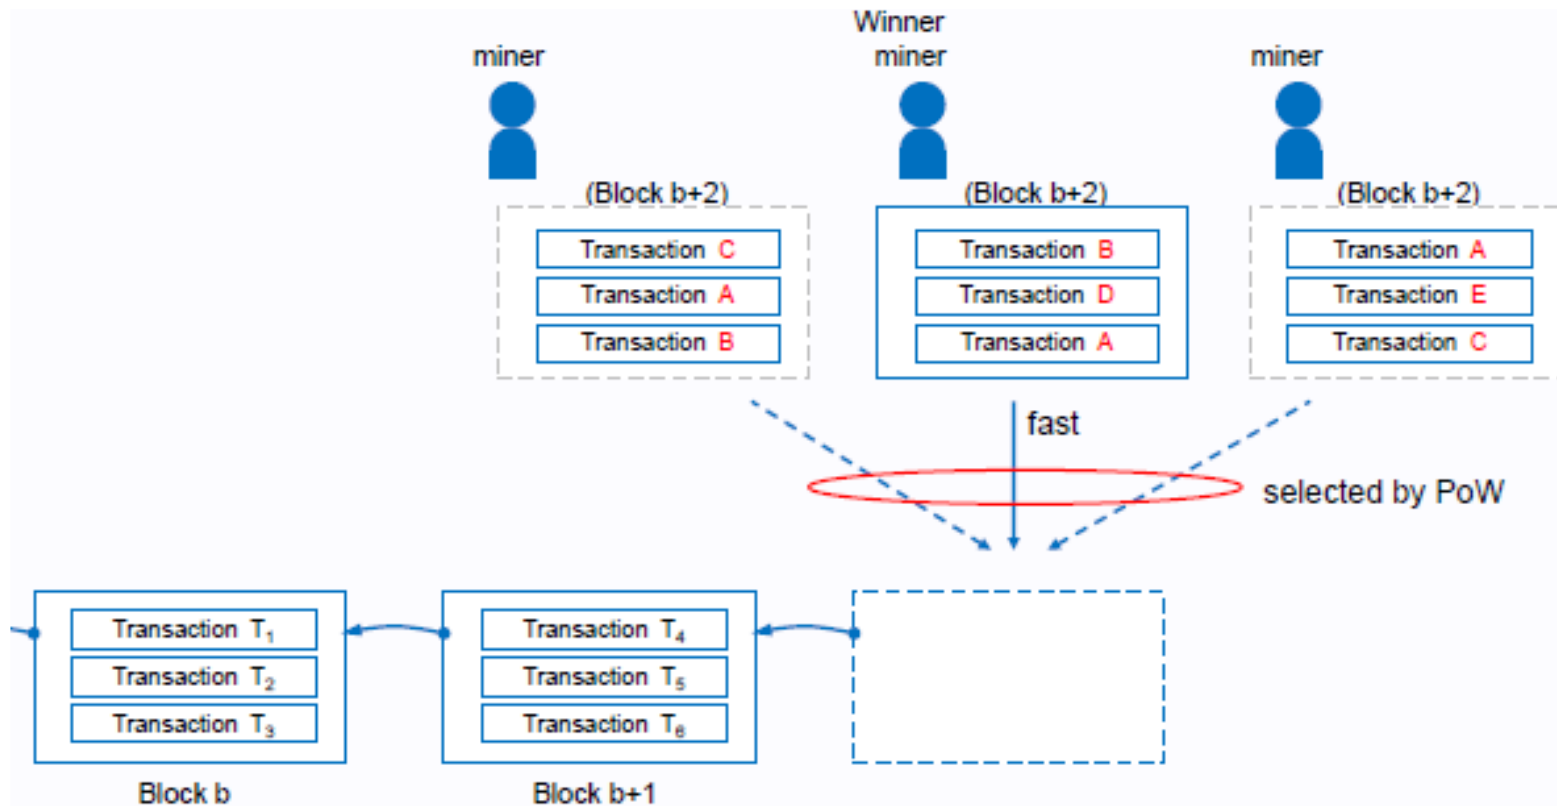 Winner
miner miner miner
(Block b+2) (Block b+2) (Block b+2)
Transaction C Transaction B Transaction A
Transaction A Transaction D Transaction E
Transaction B Transaction A Transaction C
fast
selected by PoW
Transaction T₁ Transaction T₄
Transaction T₂ Transaction T₅
Transaction T₃ Transaction T₆
Block b Block b+1